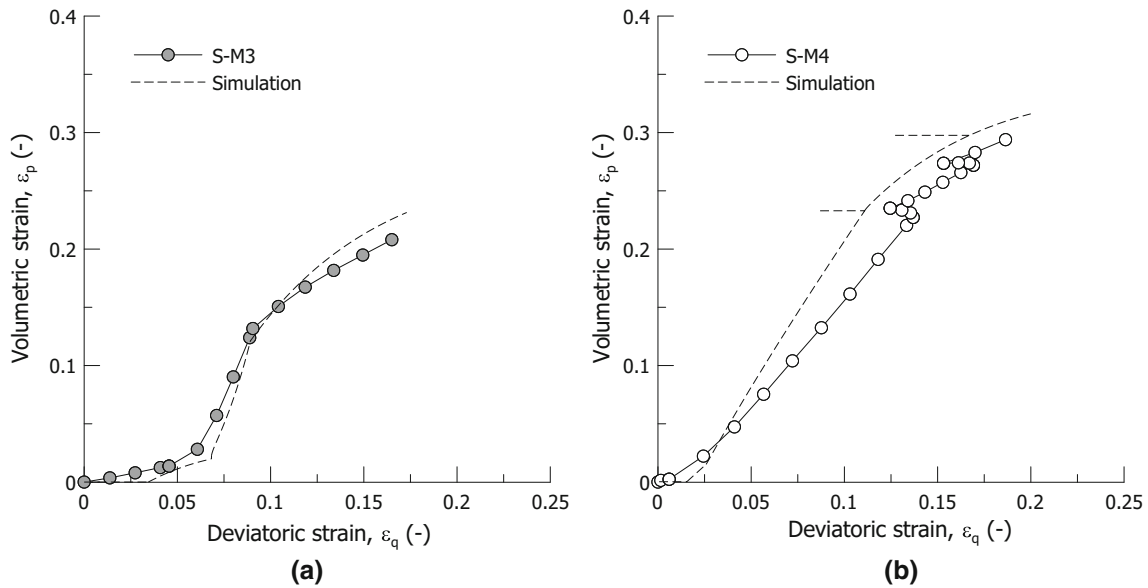 0.4
S-M3
Simulation
0.3
0.2
0.1
0
Volumetric strain, εp (-)
0 0.05 0.1 0.15 0.2 0.25
Deviatoric strain, εq (-)
(a)
0.4
S-M4
Simulation
0.3
0.2
0.1
0
Volumetric strain, εp (-)
0 0.05 0.1 0.15 0.2 0.25
Deviatoric strain, εq (-)
(b)